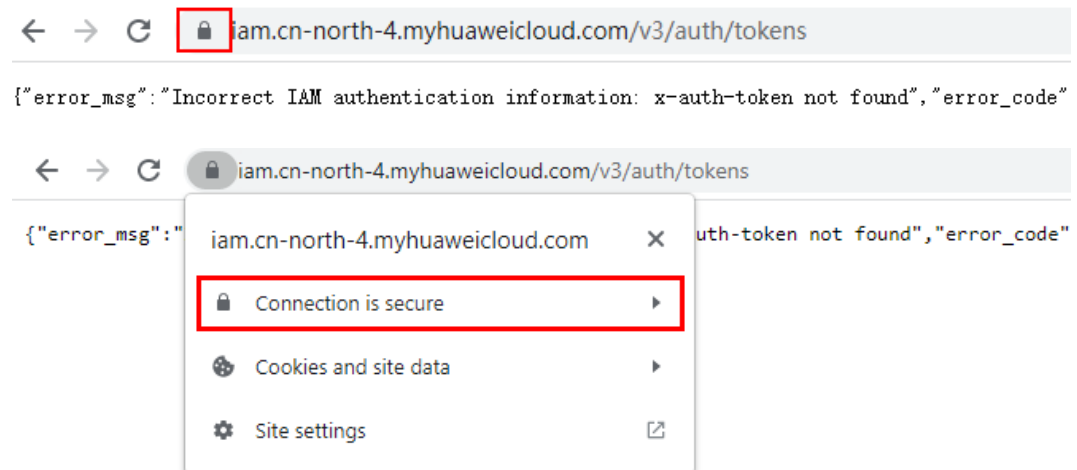 iam.cn-north-4.myhuaweicloud.com/v3/auth/tokens
{"error_msg":"Incorrect IAM authentication information: x-auth-token not found","error_code"
iam.cn-north-4.myhuaweicloud.com/v3/auth/tokens
{"error_msg":" uth-token not found","error_code"
iam.cn-north-4.myhuaweicloud.com
Connection is secure
Cookies and site data
Site settings